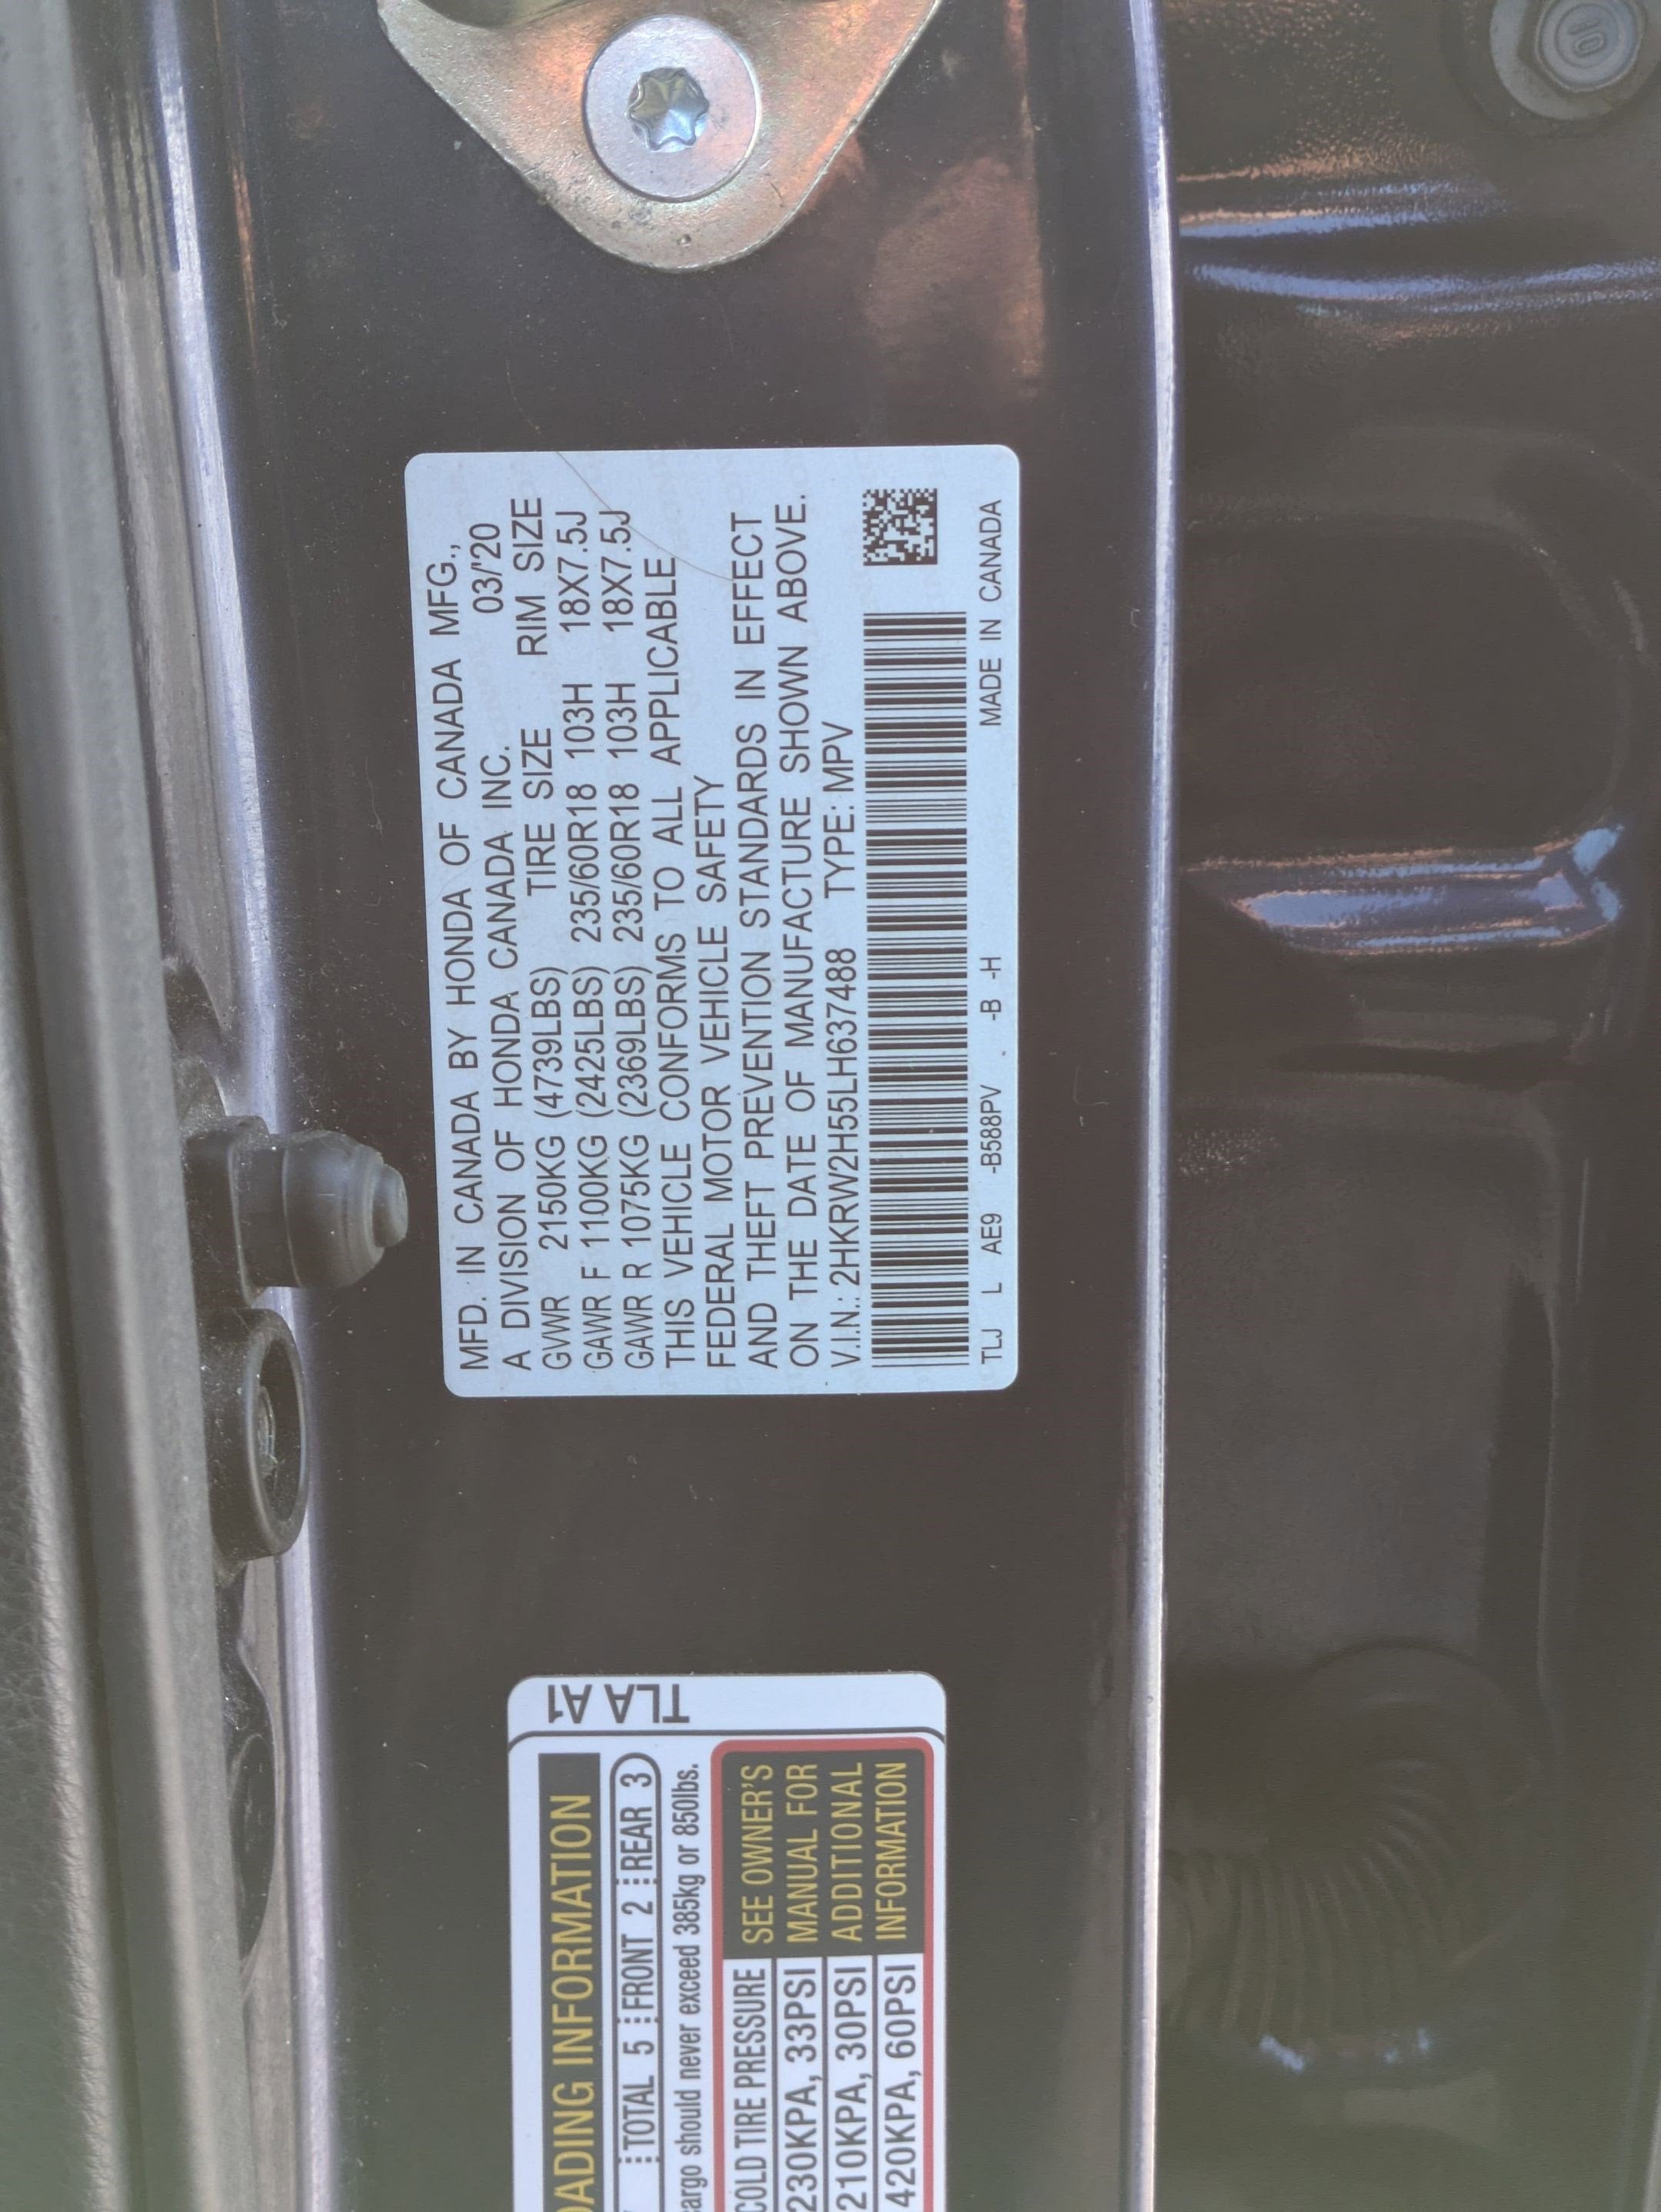 MFD. IN CANADA BY HONDA OF CANADA MFG.,
A DIVISION OF HONDA CANADA INC. 03/'20
TIRE SIZE RIM SIZE
GVWR 2150KG (4739LBS)
GAWR F 1100KG (2425LBS) 235/60R18 103H 18X7.5J
GAWR R 1075KG (2369LBS) 235/60R18 103H 18X7.5J
THIS VEHICLE CONFORMS TO ALL APPLICABLE
FEDERAL MOTOR VEHICLE SAFETY
AND THEFT PREVENTION STANDARDS IN EFFECT
ON THE DATE OF MANUFACTURE SHOWN ABOVE.
V.I.N.: 2HKRW2H55LH637488 TYPE: MPV
TLJ L AE9 -B588PV -B -H MADE IN CANADA
TLA A1
ADING INFORMATION
TOTAL 5 FRONT 2 REAR 3
cargo should never exceed 385kg or 850lbs.
COLD TIRE PRESSURE
230KPA, 33PSI
210KPA, 30PSI
420KPA, 60PSI
SEE OWNER'S
MANUAL FOR
ADDITIONAL
INFORMATION
10